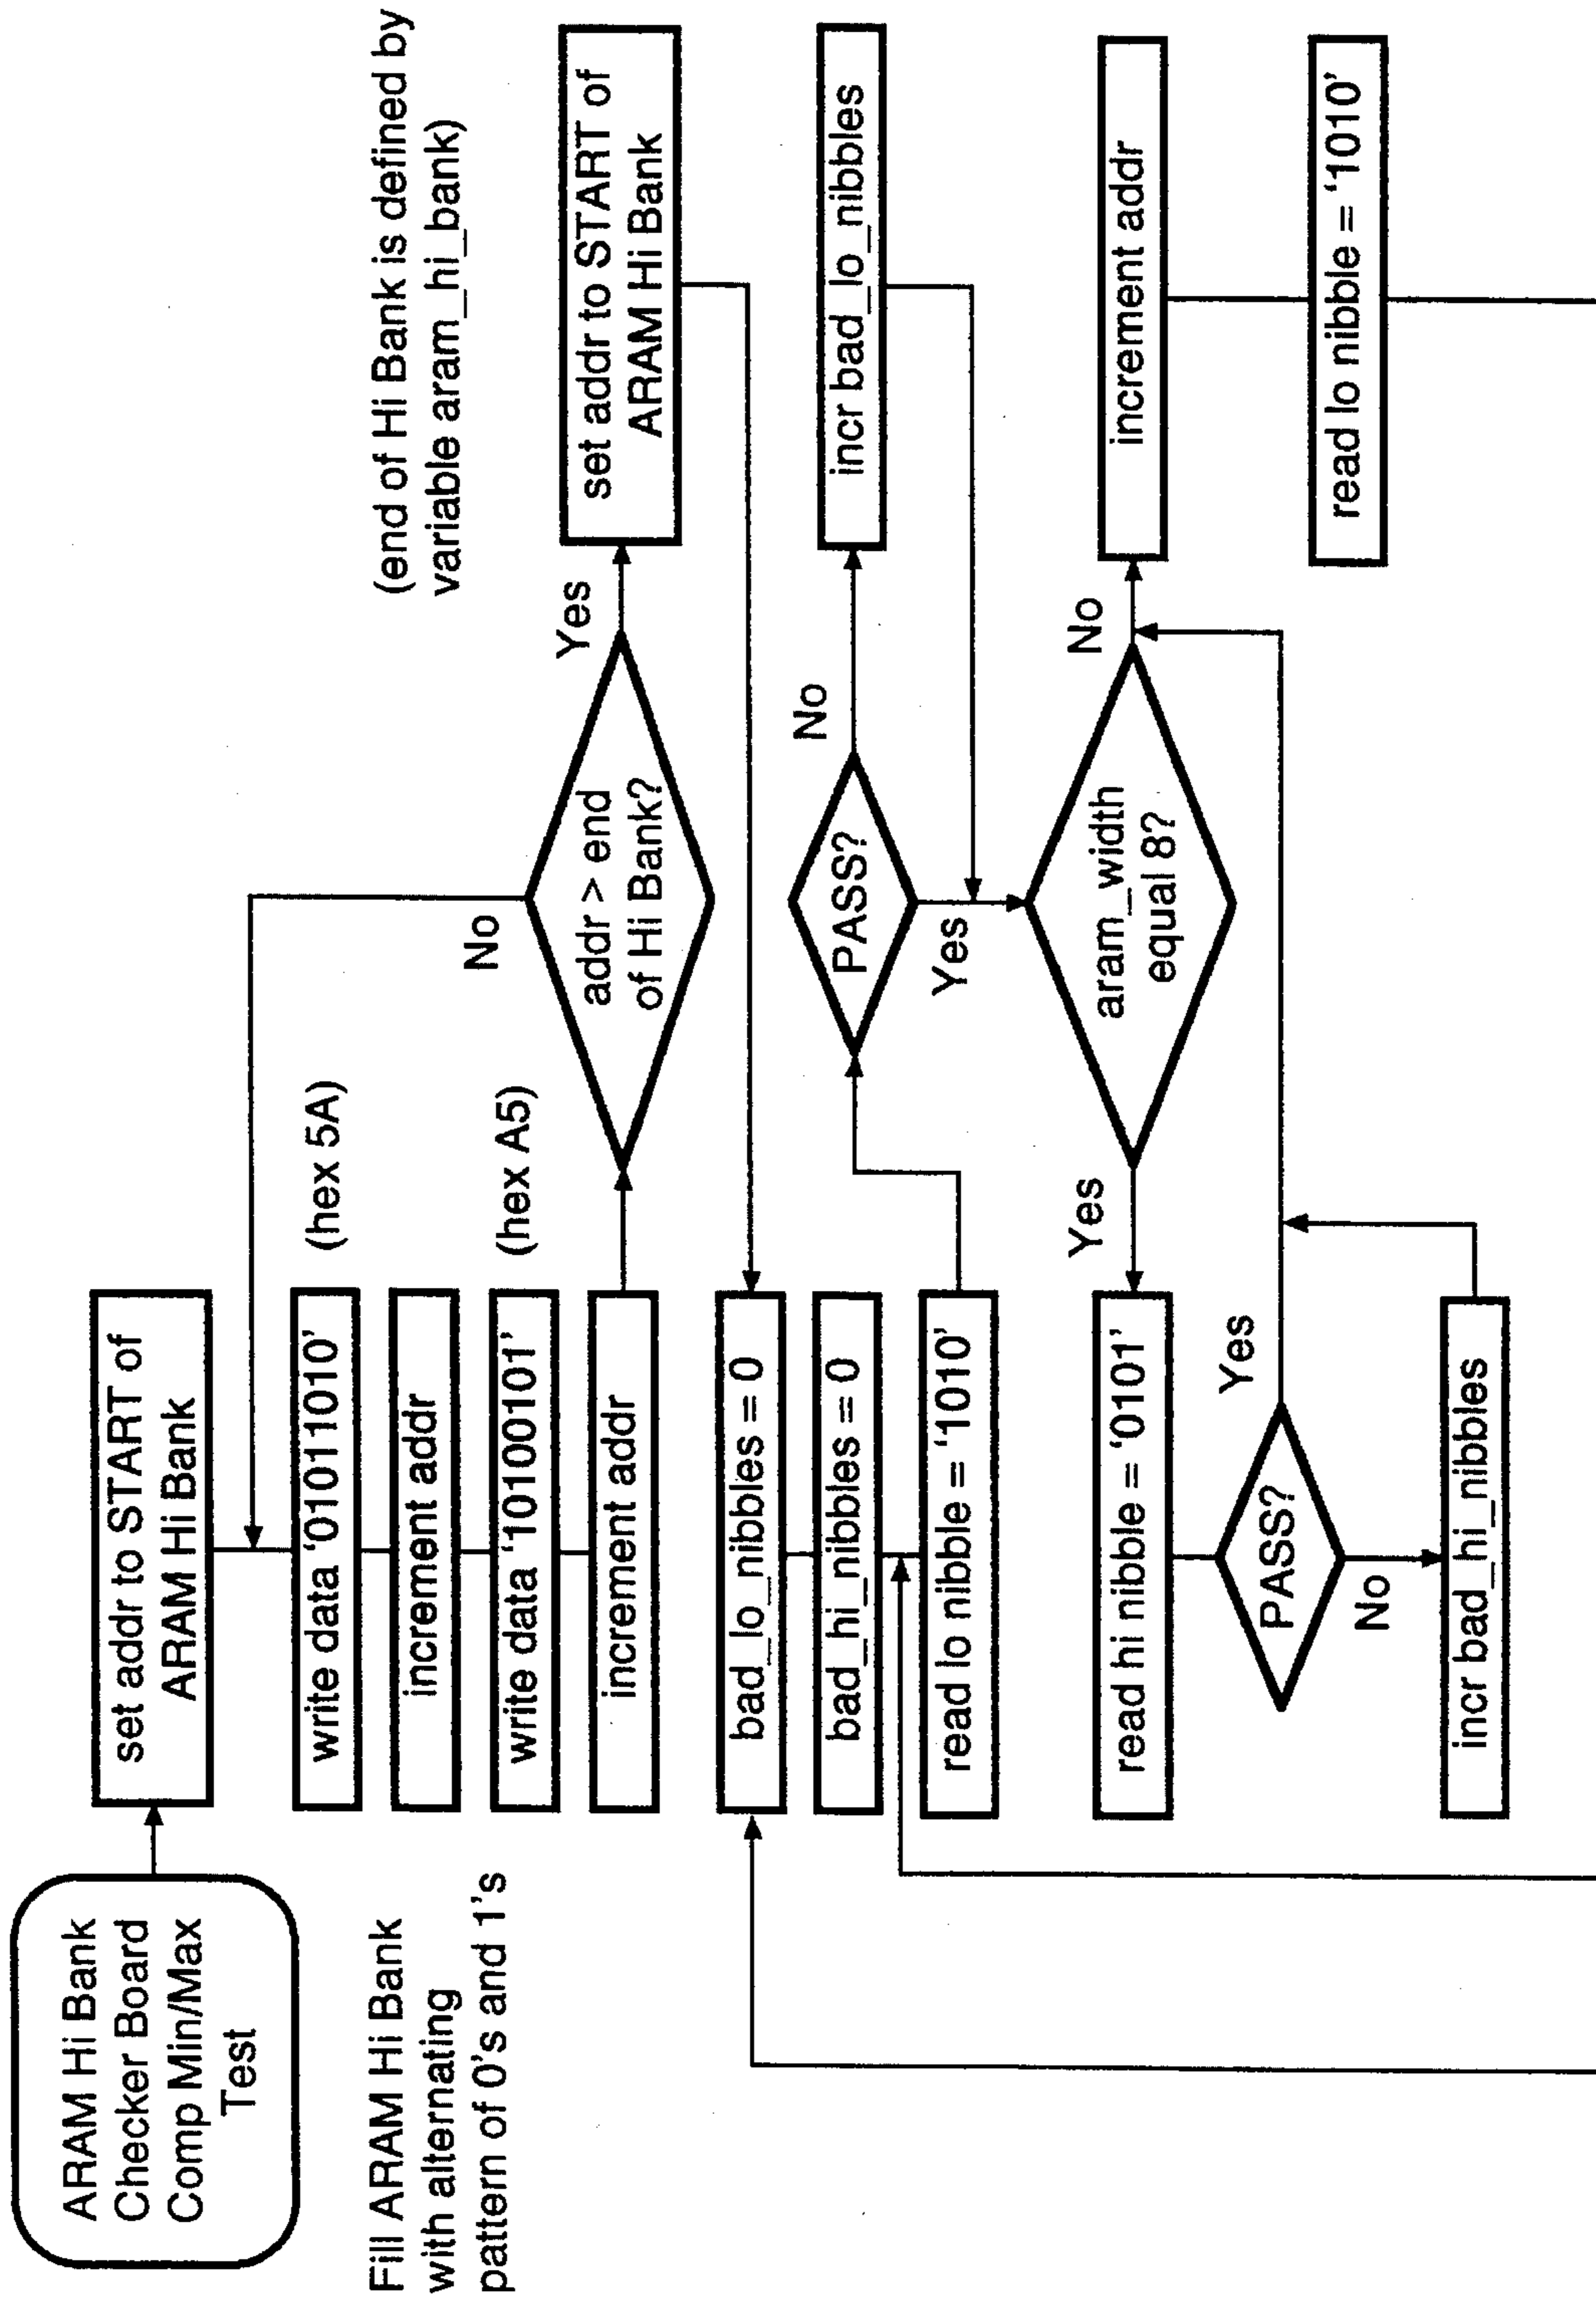 ARAM Hi Bank
Checker Board
Comp Min/Max
Test
set addr to START of
ARAM Hi Bank
Fill ARAM Hi Bank
with alternating
pattern of 0's and 1's
write data ‘01011010’
(hex 5A)
increment addr
write data ‘10100101’
(hex A5)
increment addr
No
addr > end
of Hi Bank?
Yes
(end of Hi Bank is defined by
variable aram_hi_bank)
set addr to START of
ARAM Hi Bank
bad_lo_nibbles = 0
bad_hi_nibbles = 0
read lo nibble = ‘1010’
PASS?
No
incr bad_lo_nibbles
Yes
aram_width
equal 8?
No
increment addr
Yes
read hi nibble = ‘0101’
read lo nibble = ‘1010’
PASS?
Yes
No
incr bad_hi_nibbles